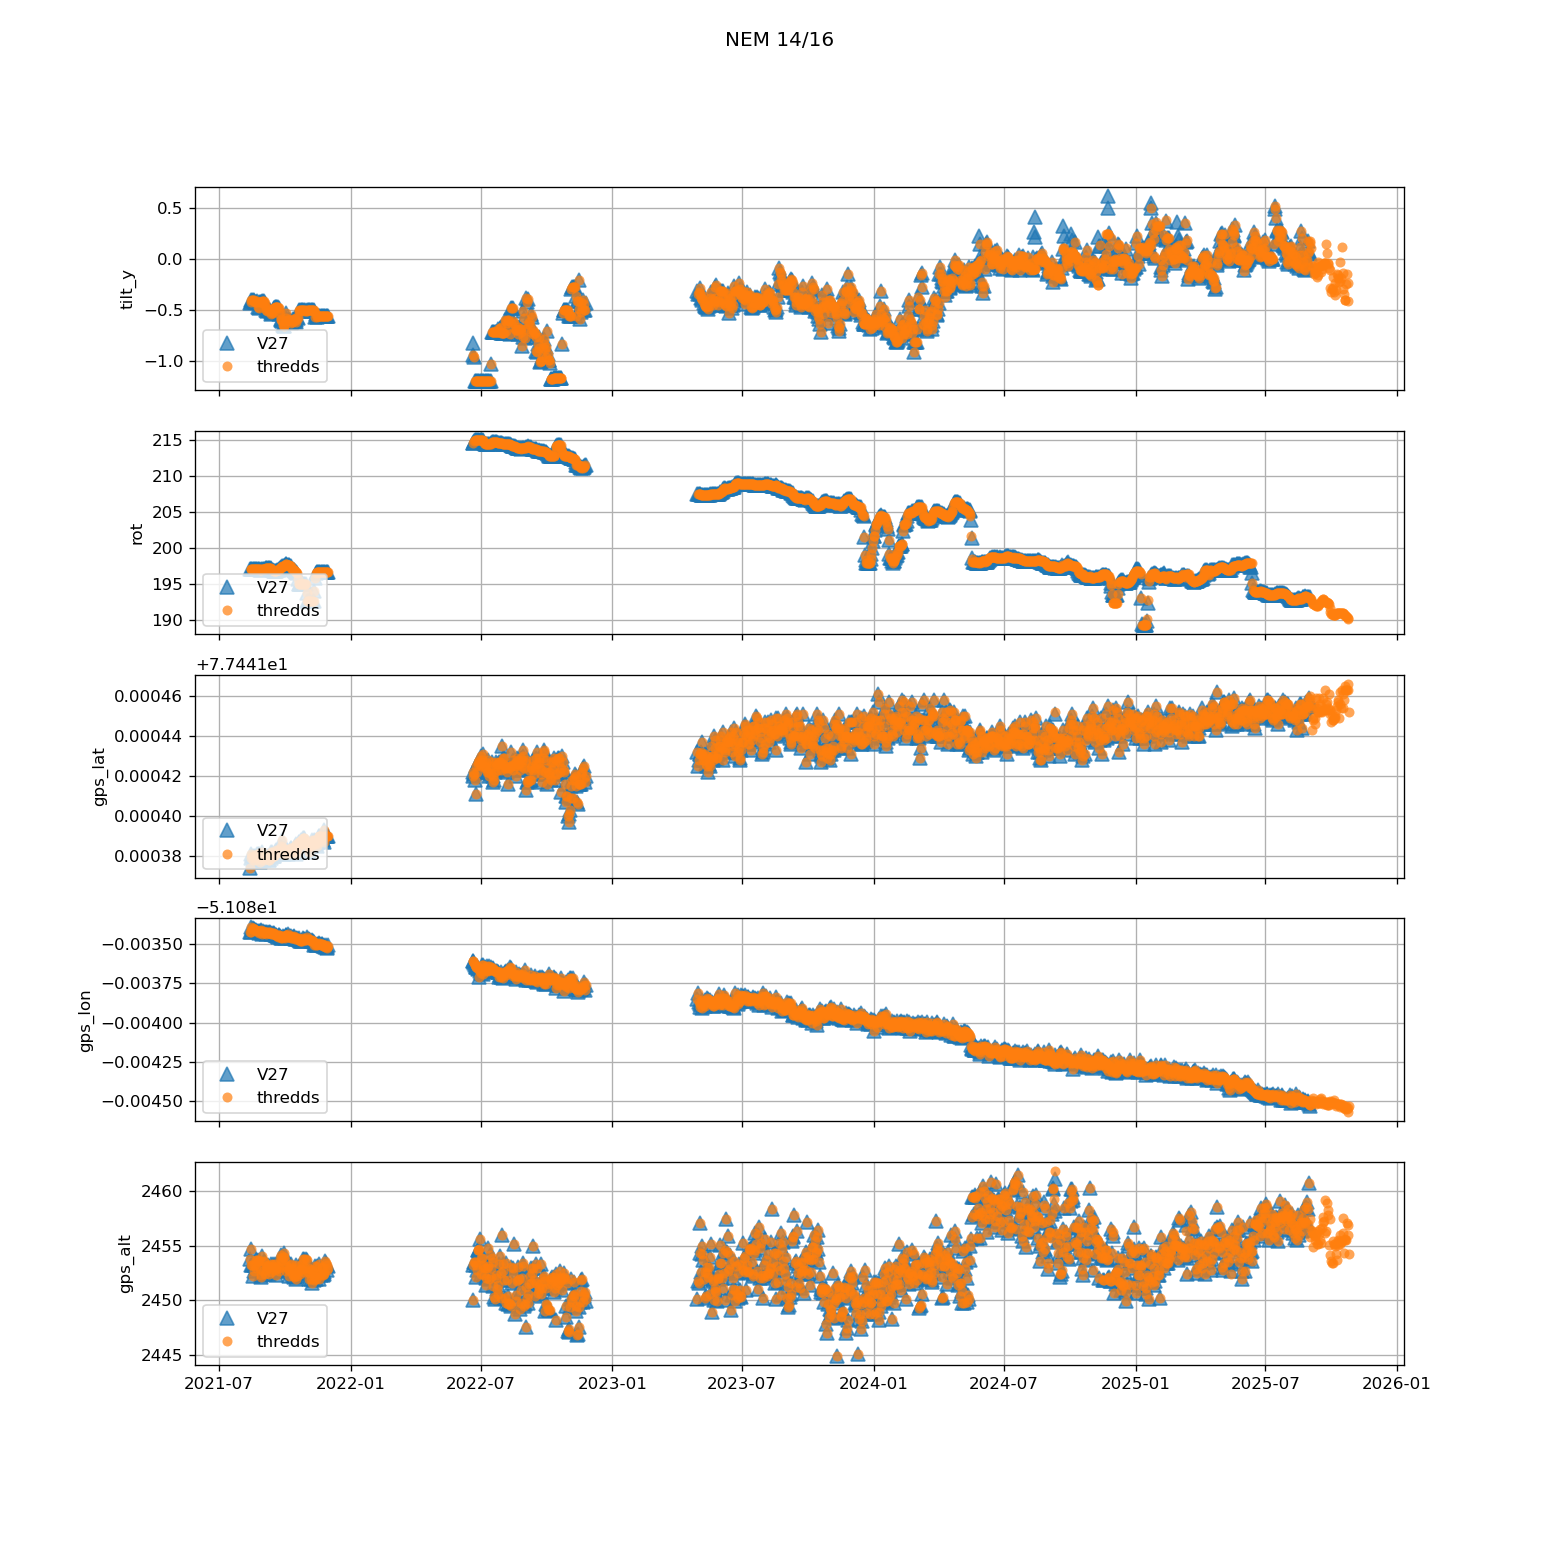 NEM 14/16
0.5
0.0
−0.5
−1.0
tilt_y
V27
thredds
215
210
205
200
195
190
rot
V27
thredds
+7.7441e1
0.00046
0.00044
0.00042
0.00040
0.00038
gps_lat
V27
thredds
−5.108e1
−0.00350
−0.00375
−0.00400
−0.00425
−0.00450
gps_lon
V27
thredds
2460
2455
2450
2445
gps_alt
V27
thredds
2021-07 2022-01 2022-07 2023-01 2023-07 2024-01 2024-07 2025-01 2025-07 2026-01